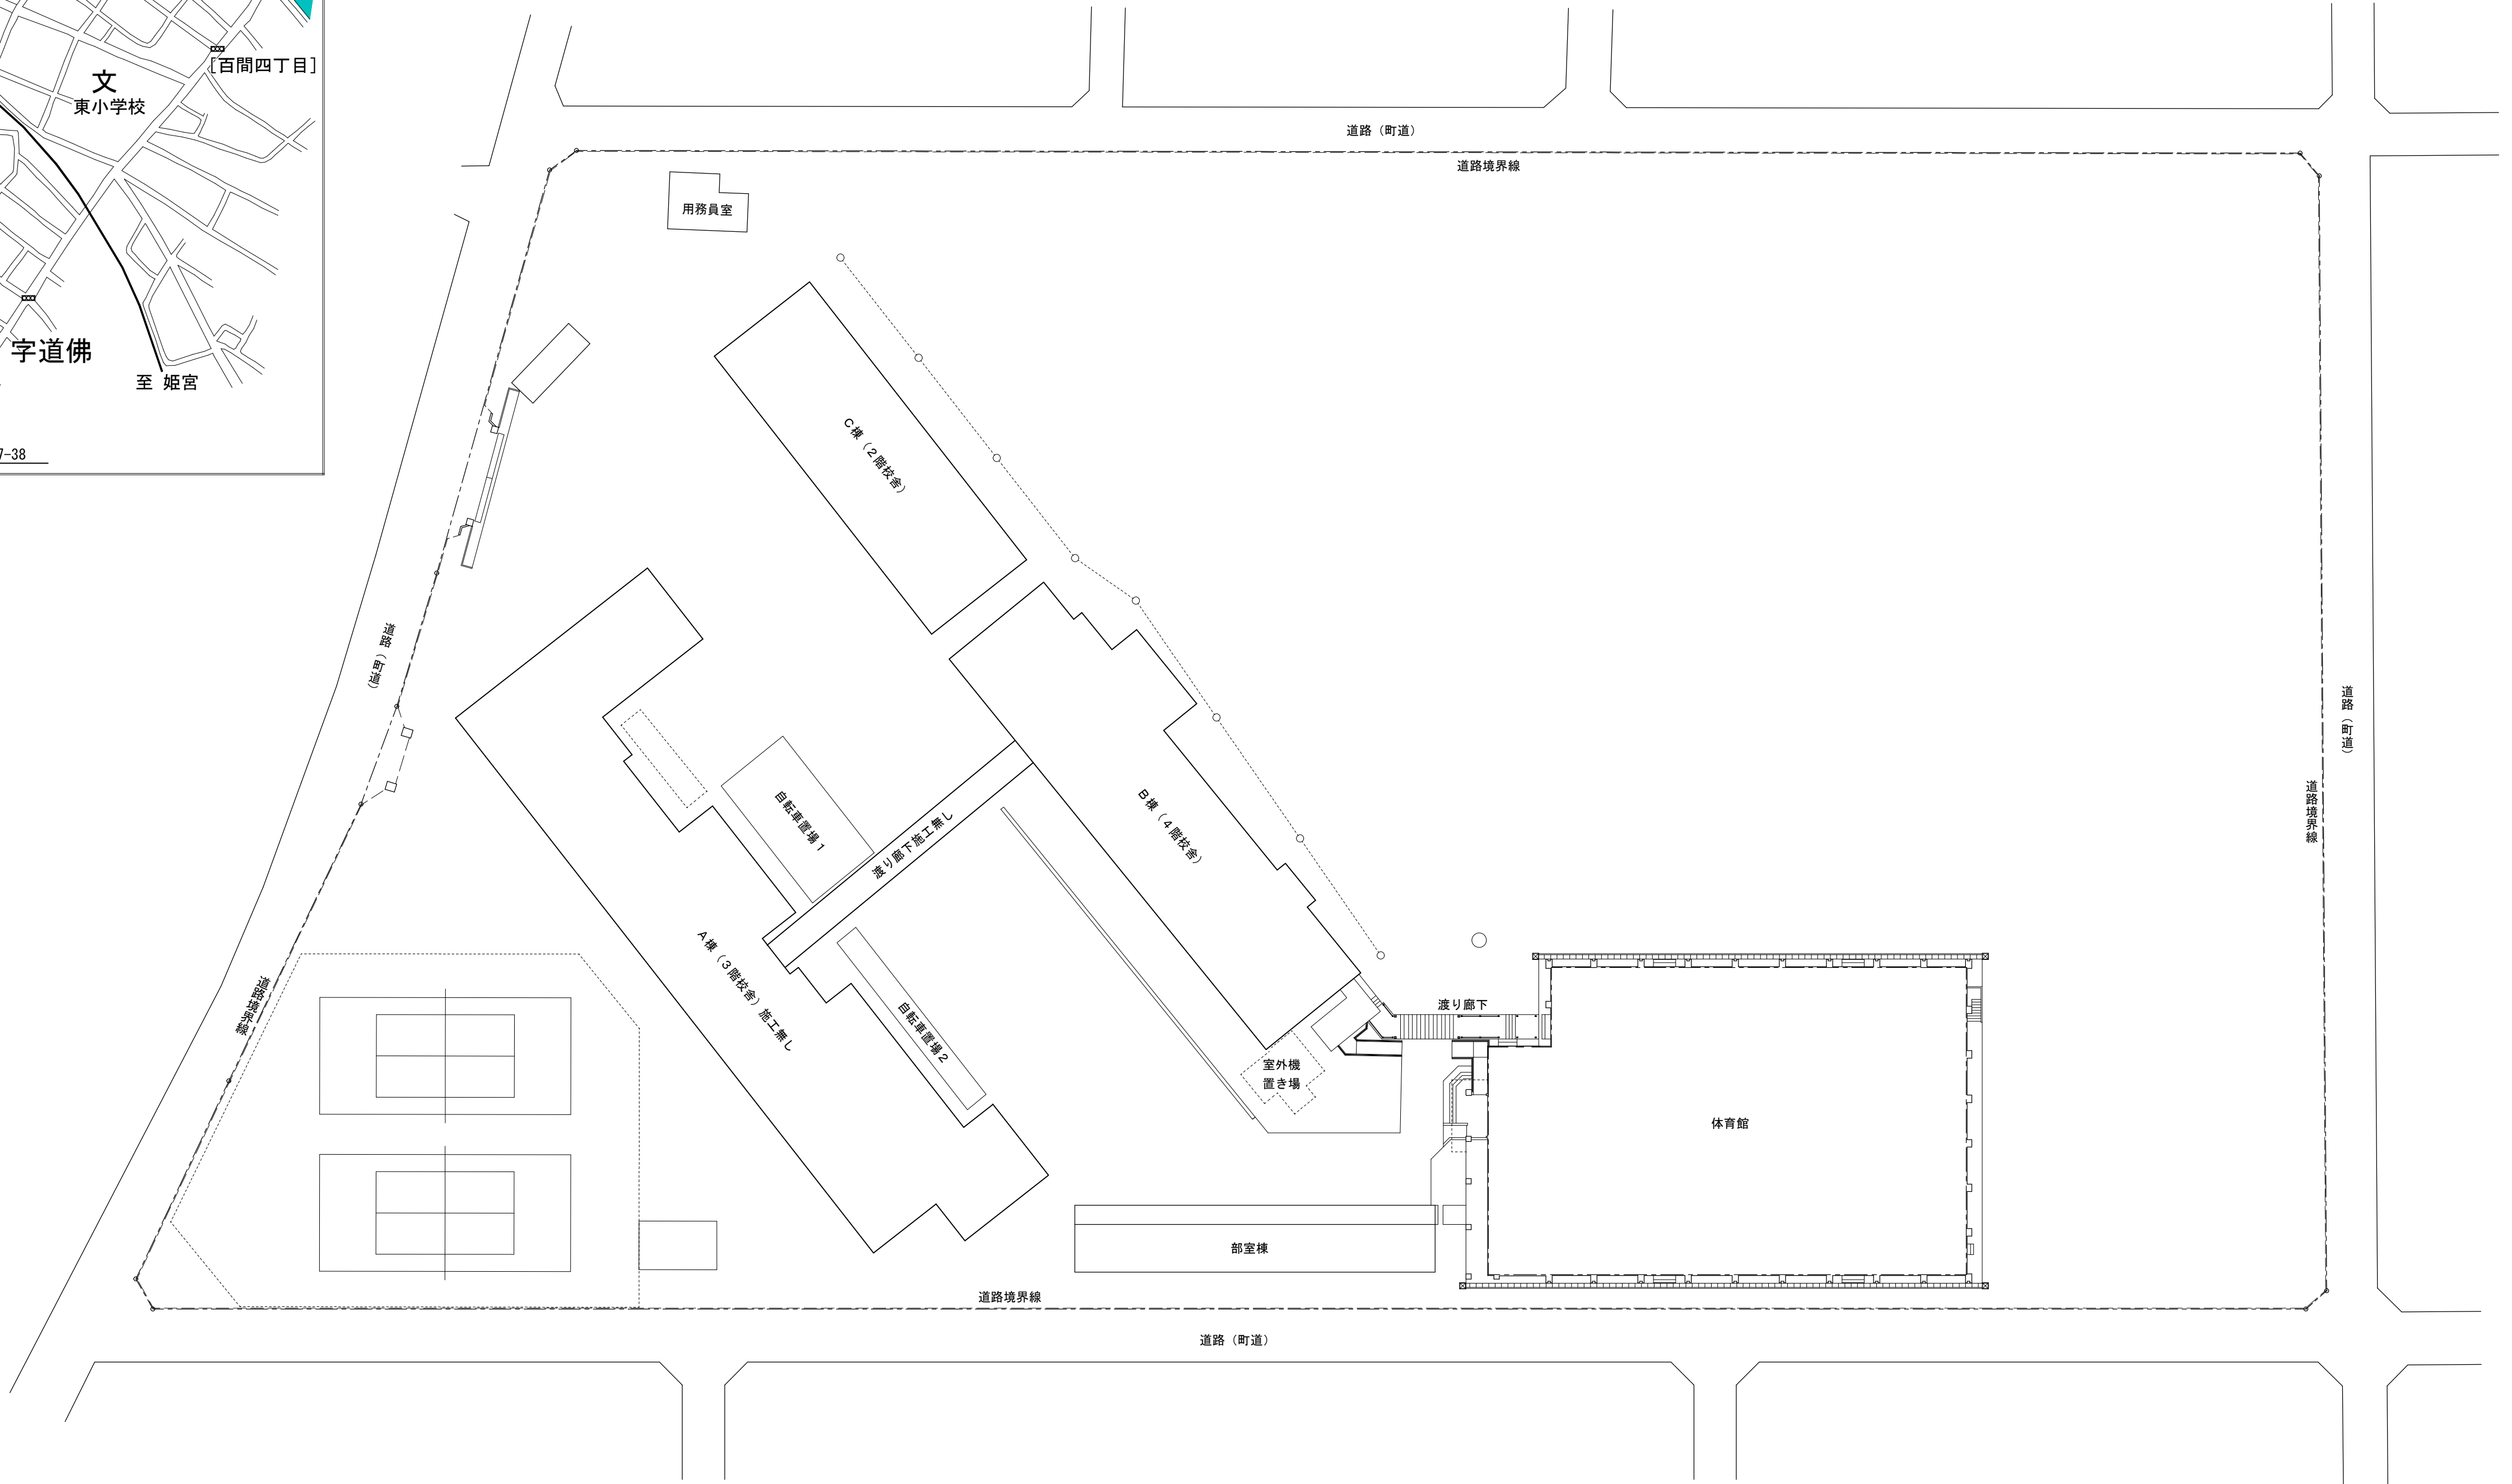 [百間四丁目]
文
東小学校
字道佛
至 姫宮
7-38
道路（町道）
道路境界線
用務員室
C棟（２階校舎）
道路（町道）
道路（町道）
道路境界線
自転車置場１
渡り廊下施工無し
B棟（４階校舎）
A棟（３階校舎）施工無し
自転車置場２
道路境界線
渡り廊下
室外機
置き場
体育館
部室棟
道路境界線
道路（町道）